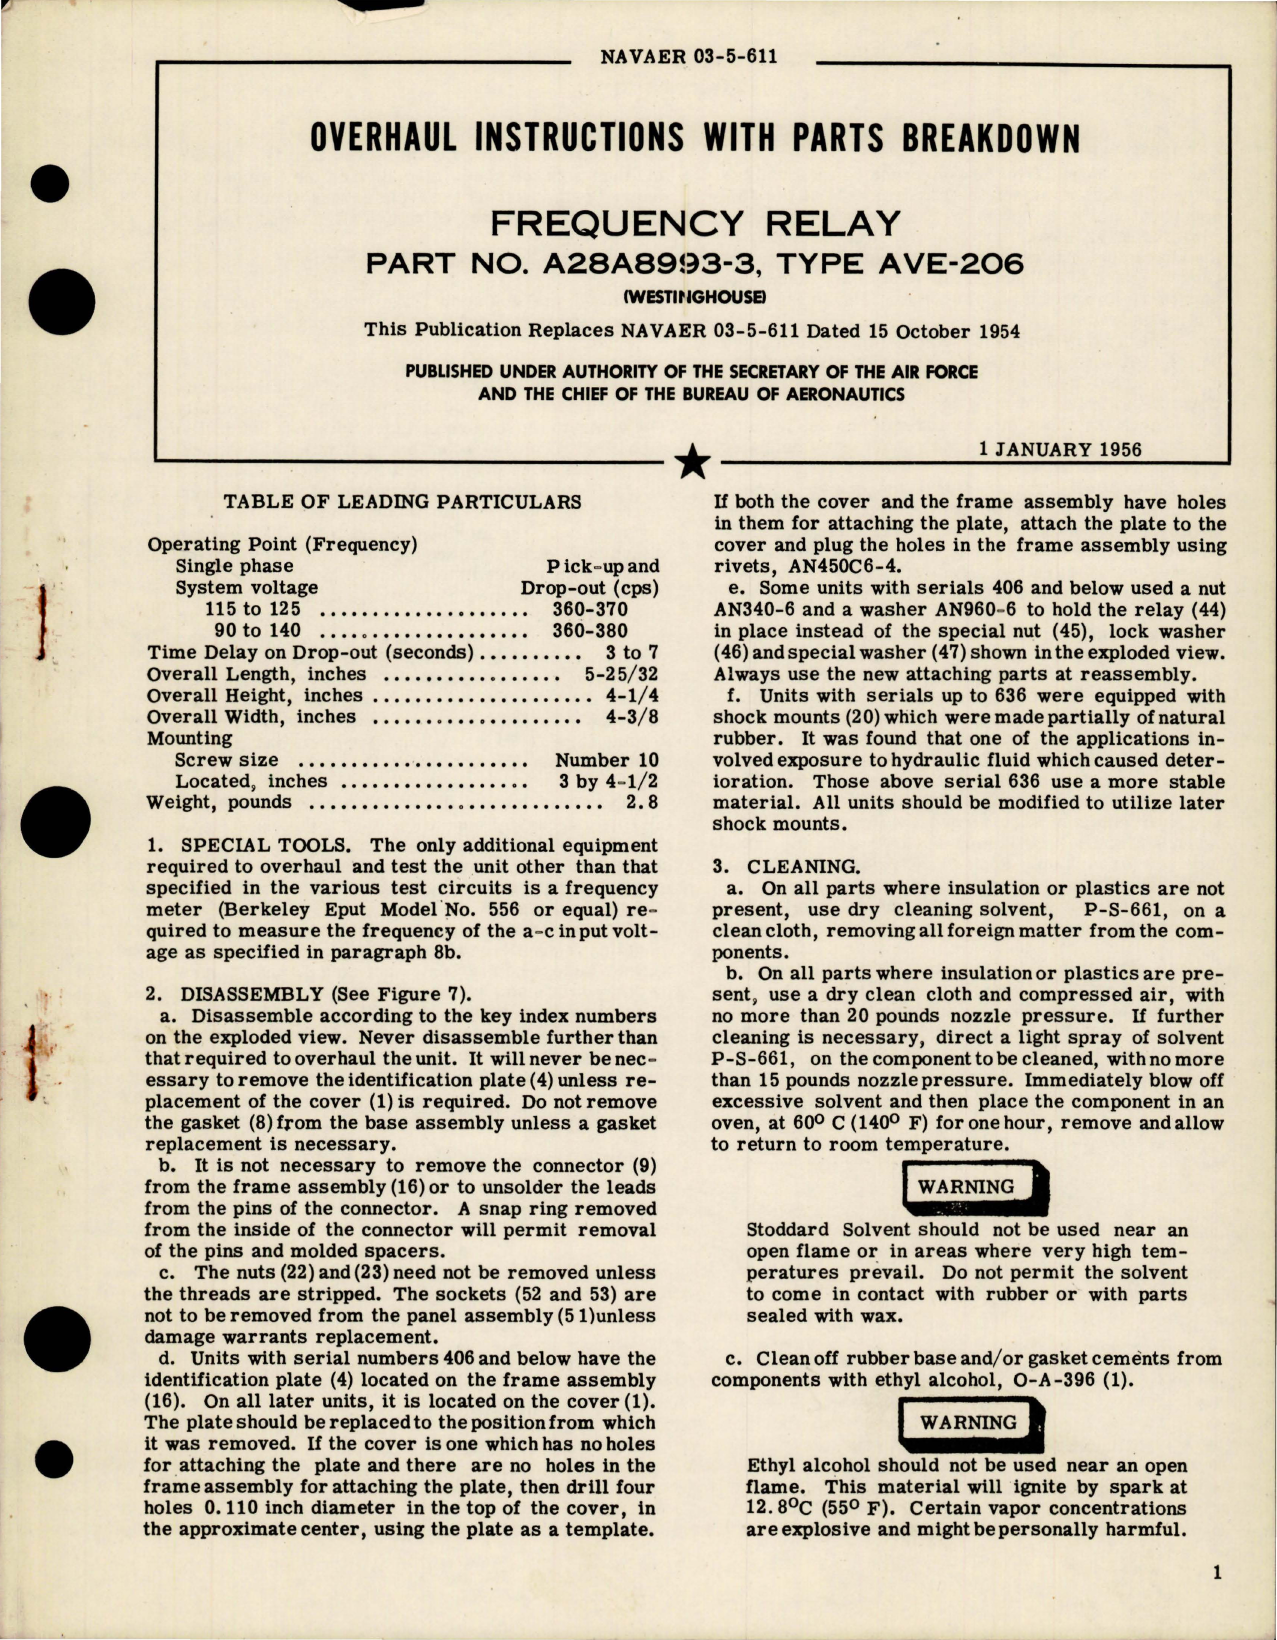 NAVAER 03-5-611
OVERHAUL INSTRUCTIONS WITH PARTS BREAKDOWN
FREQUENCY RELAY
PART NO. A28A8993-3, TYPE AVE-206
(WESTINGHOUSE)
This Publication Replaces NAVAER 03-5-611 Dated 15 October 1954
PUBLISHED UNDER AUTHORITY OF THE SECRETARY OF THE AIR FORCE
AND THE CHIEF OF THE BUREAU OF AERONAUTICS
1 JANUARY 1956
TABLE OF LEADING PARTICULARS
Operating Point (Frequency)
Single phase Pick-up and
System voltage Drop-out (cps)
115 to 125 .................... 360-370
90 to 140 .................... 360-380
Time Delay on Drop-out (seconds) .......... 3 to 7
Overall Length, inches ................. 5-25/32
Overall Height, inches ..................... 4-1/4
Overall Width, inches .................... 4-3/8
Mounting
Screw size ...................... Number 10
Located, inches .................. 3 by 4-1/2
Weight, pounds ............................ 2.8
1. SPECIAL TOOLS. The only additional equipment
required to overhaul and test the unit other than that
specified in the various test circuits is a frequency
meter (Berkeley Eput Model No. 556 or equal) re-
quired to measure the frequency of the a-c input volt-
age as specified in paragraph 8b.
2. DISASSEMBLY (See Figure 7).
a. Disassemble according to the key index numbers
on the exploded view. Never disassemble further than
that required to overhaul the unit. It will never be nec-
essary to remove the identification plate (4) unless re-
placement of the cover (1) is required. Do not remove
the gasket (8) from the base assembly unless a gasket
replacement is necessary.
b. It is not necessary to remove the connector (9)
from the frame assembly (16) or to unsolder the leads
from the pins of the connector. A snap ring removed
from the inside of the connector will permit removal
of the pins and molded spacers.
c. The nuts (22) and (23) need not be removed unless
the threads are stripped. The sockets (52 and 53) are
not to be removed from the panel assembly (51)unless
damage warrants replacement.
d. Units with serial numbers 406 and below have the
identification plate (4) located on the frame assembly
(16). On all later units, it is located on the cover (1).
The plate should be replaced to the position from which
it was removed. If the cover is one which has no holes
for attaching the plate and there are no holes in the
frame assembly for attaching the plate, then drill four
holes 0.110 inch diameter in the top of the cover, in
the approximate center, using the plate as a template.
If both the cover and the frame assembly have holes
in them for attaching the plate, attach the plate to the
cover and plug the holes in the frame assembly using
rivets, AN450C6-4.
e. Some units with serials 406 and below used a nut
AN340-6 and a washer AN960-6 to hold the relay (44)
in place instead of the special nut (45), lock washer
(46) and special washer (47) shown in the exploded view.
Always use the new attaching parts at reassembly.
f. Units with serials up to 636 were equipped with
shock mounts (20) which were made partially of natural
rubber. It was found that one of the applications in-
volved exposure to hydraulic fluid which caused deter-
ioration. Those above serial 636 use a more stable
material. All units should be modified to utilize later
shock mounts.
3. CLEANING.
a. On all parts where insulation or plastics are not
present, use dry cleaning solvent, P-S-661, on a
clean cloth, removing all foreign matter from the com-
ponents.
b. On all parts where insulation or plastics are pre-
sent, use a dry clean cloth and compressed air, with
no more than 20 pounds nozzle pressure. If further
cleaning is necessary, direct a light spray of solvent
P-S-661, on the component to be cleaned, with no more
than 15 pounds nozzle pressure. Immediately blow off
excessive solvent and then place the component in an
oven, at 60º C (140º F) for one hour, remove and allow
to return to room temperature.
WARNING
Stoddard Solvent should not be used near an
open flame or in areas where very high tem-
peratures prevail. Do not permit the solvent
to come in contact with rubber or with parts
sealed with wax.
c. Clean off rubber base and/or gasket cements from
components with ethyl alcohol, O-A-396 (1).
WARNING
Ethyl alcohol should not be used near an open
flame. This material will ignite by spark at
12.8ºC (55º F). Certain vapor concentrations
are explosive and might be personally harmful.
1